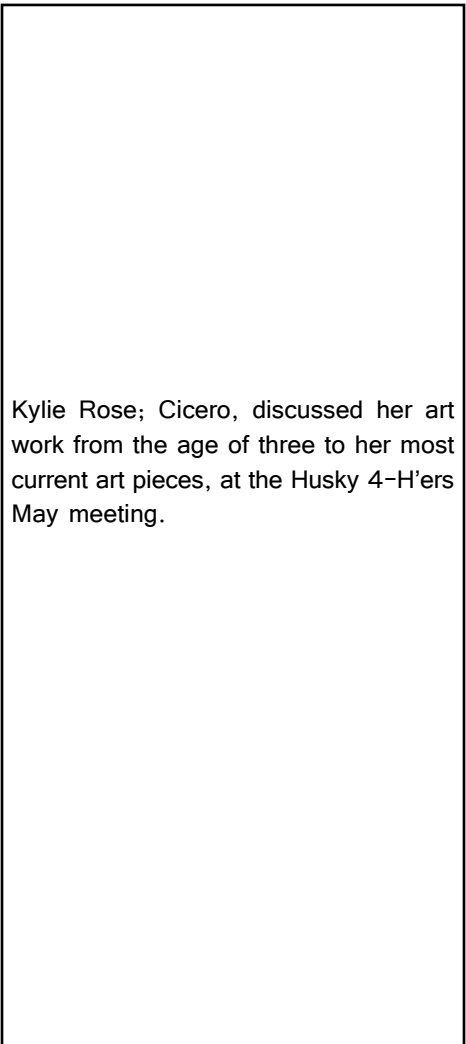 Kylie Rose; Cicero, discussed her art
work from the age of three to her most
current art pieces, at the Husky 4-H’ers
May meeting.